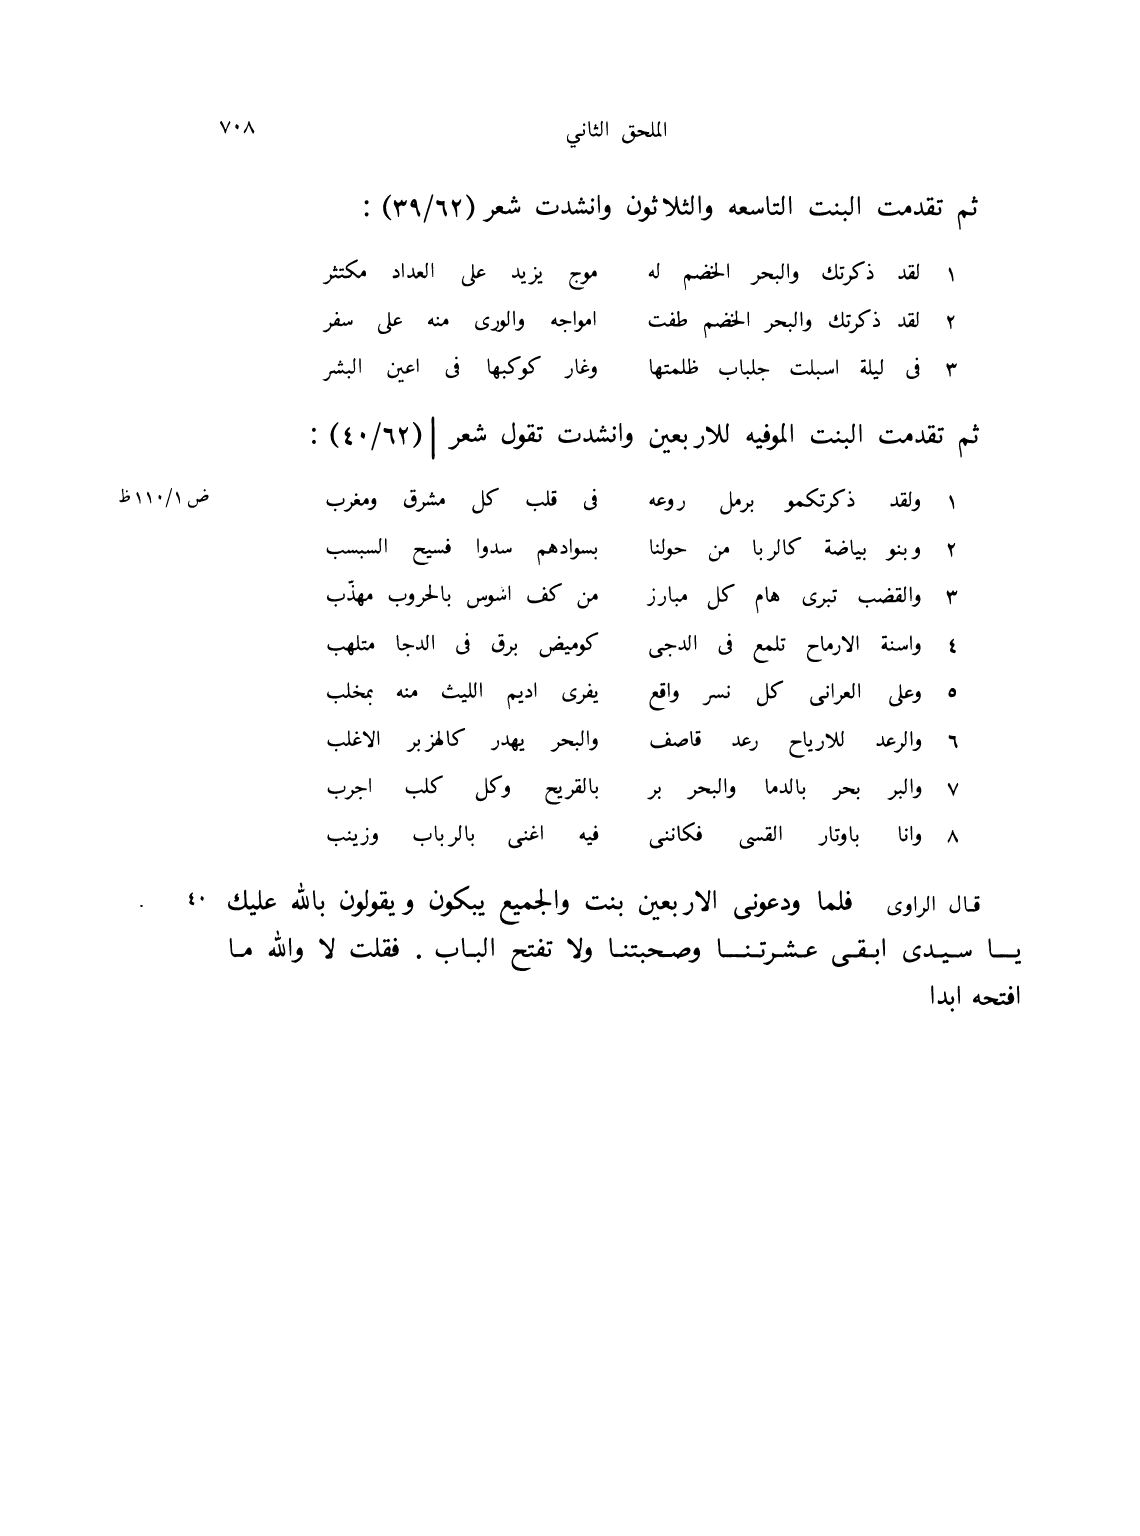 الملحق الثاني ٧٠٨
ثم تقدمت البنت التاسعه والثلاثون وانشدت شعر (٣٩/٦٢) :
١ لقد ذكرتك والبحر الخضم له موج يزيد على العداد مكتثر
٢ لقد ذكرتك والبحر الخضم طفت امواجه والورى منه على سفر
٣ فى ليلة اسبلت جلباب ظلمتها وغار كوكبها فى اعين البشر
ثم تقدمت البنت الموفيه للاربعين وانشدت تقول شعر | (٤٠/٦٢) :
١ ولقد ذكرتكمو برمل روعه فى قلب كل مشرق ومغرب ض ١١٠/١ظ
٢ وبنو بياضة كالربا من حولنا بسوادهم سدوا فسيح السبسب
٣ والقضب تبرى هام كل مبارز من كف اشوس بالحروب مهذّب
٤ واسنة الارماح تلمع فى الدجى كوميض برق فى الدجا متلهب
٥ وعلى العرانى كل نسر واقع يفرى اديم الليث منه بمخلب
٦ والرعد للارياح رعد قاصف والبحر يهدر كالهزبر الاغلب
٧ والبر بحر بالدما والبحر بر بالقريح وكل كلب اجرب
٨ وانا باوتار القسى فكاننى فيه اغنى بالرباب وزينب
قال الراوى فلما ودعونى الاربعين بنت والجميع يبكون ويقولون بالله عليك ٤٠
يا سيدى ابقى عشرتنا وصحبتنا ولا تفتح الباب . فقلت لا والله ما
افتحه ابدا